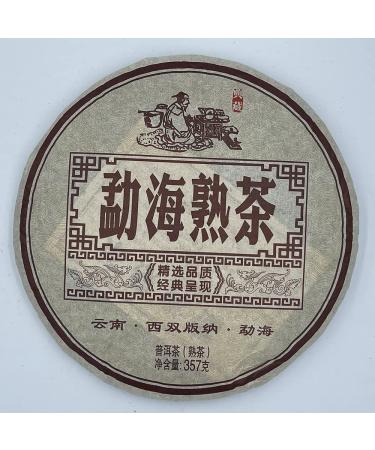 勐海熟茶
精选品质
经典呈现
云南·西双版纳·勐海
普洱茶（熟茶）
净含量:357克